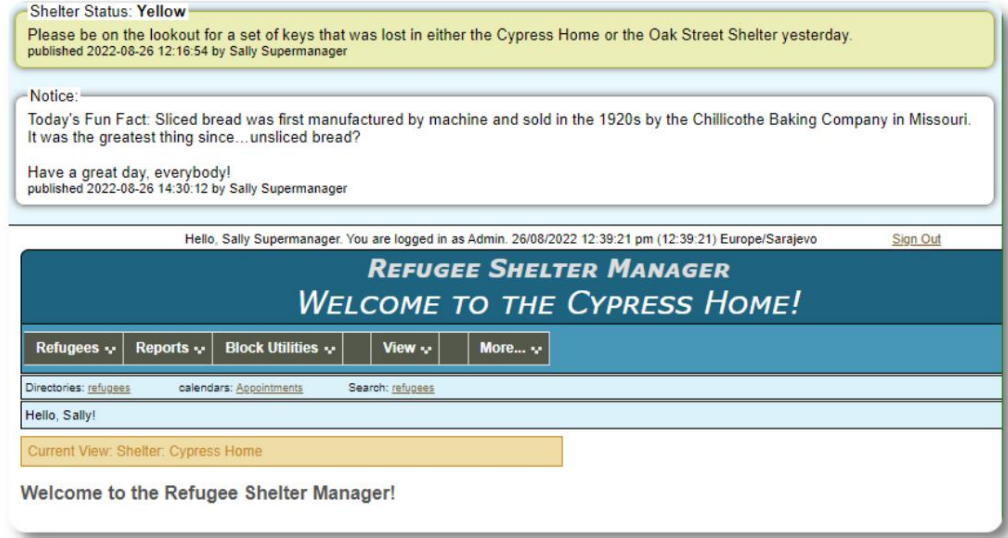 Shelter Status: Yellow
Please be on the lookout for a set of keys that was lost in either the Cypress Home or the Oak Street Shelter yesterday.
published 2022-08-26 12:16:54 by Sally Supermanager
Notice:
Today's Fun Fact: Sliced bread was first manufactured by machine and sold in the 1920s by the Chillicothe Baking Company in Missouri.
It was the greatest thing since…unsliced bread?
Have a great day, everybody!
published 2022-08-26 14:30:12 by Sally Supermanager
Hello, Sally Supermanager. You are logged in as Admin. 26/08/2022 12:39:21 pm (12:39:21) Europe/Sarajevo Sign Out
Refugee Shelter Manager
Welcome to the Cypress Home!
Refugees Reports Block Utilities View More...
Directories: refugees calendars: Appointments Search: refugees
Hello, Sally!
Current View: Shelter: Cypress Home
Welcome to the Refugee Shelter Manager!